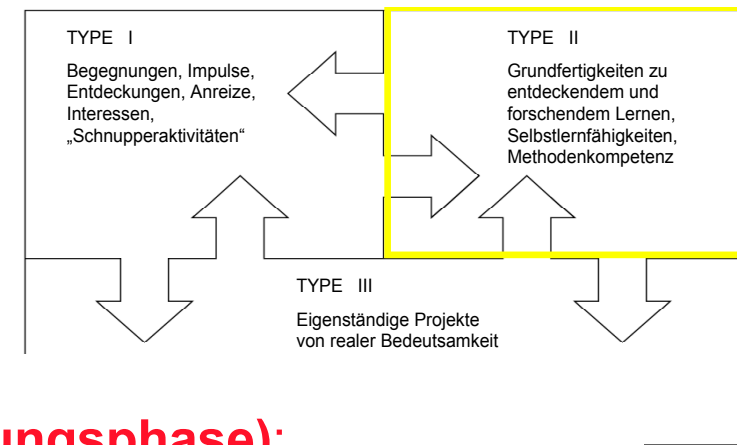 TYPE I
Begegnungen, Impulse,
Entdeckungen, Anreize,
Interessen,
„Schnupperaktivitäten“
TYPE II
Grundfertigkeiten zu
entdeckendem und
forschendem Lernen,
Selbstlernfähigkeiten,
Methodenkompetenz
TYPE III
Eigenständige Projekte
von realer Bedeutsamkeit
ungsphase):